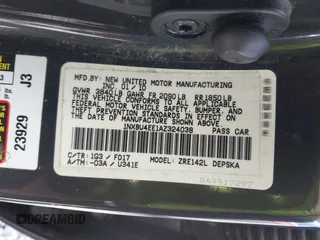 MFD.BY: NEW UNITED MOTOR MANUFACTURING
INC. 01/10
GVWR 3840LB GAWR FR 2090LB RR 1850LB
THIS VEHICLE CONFORMS TO ALL APPLICABLE
FEDERAL MOTOR VEHICLE SAFETY, BUMPER, AND
THEFT PREVENTION STANDARDS IN EFFECT ON
THE DATE OF MANUFACTURE SHOWN ABOVE.
1NXBU4EE1AZ324038 PASS CAR
C/TR: 1G3 / FD17 MODEL: ZRE142L DEPSKA
A/TM: -03A / U341E
23929 J3
DREAMBID